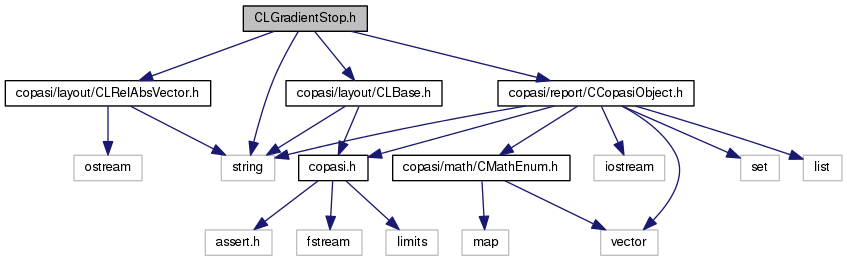 CLGradientStop.h
copasi/layout/CLRelAbsVector.h
copasi/layout/CLBase.h
copasi/report/CCopasiObject.h
ostream
string
copasi.h
copasi/math/CMathEnum.h
iostream
set
list
assert.h
fstream
limits
map
vector